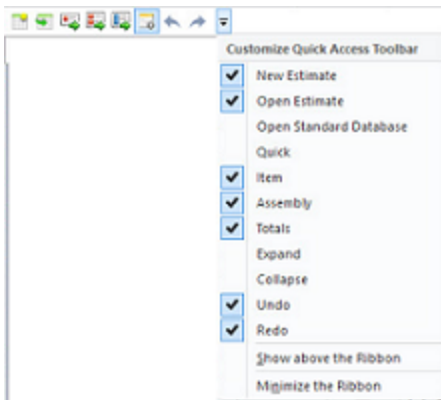 Customize Quick Access Toolbar
New Estimate
Open Estimate
Open Standard Database
Quick
Item
Assembly
Totals
Expand
Collapse
Undo
Redo
Show above the Ribbon
Minimize the Ribbon